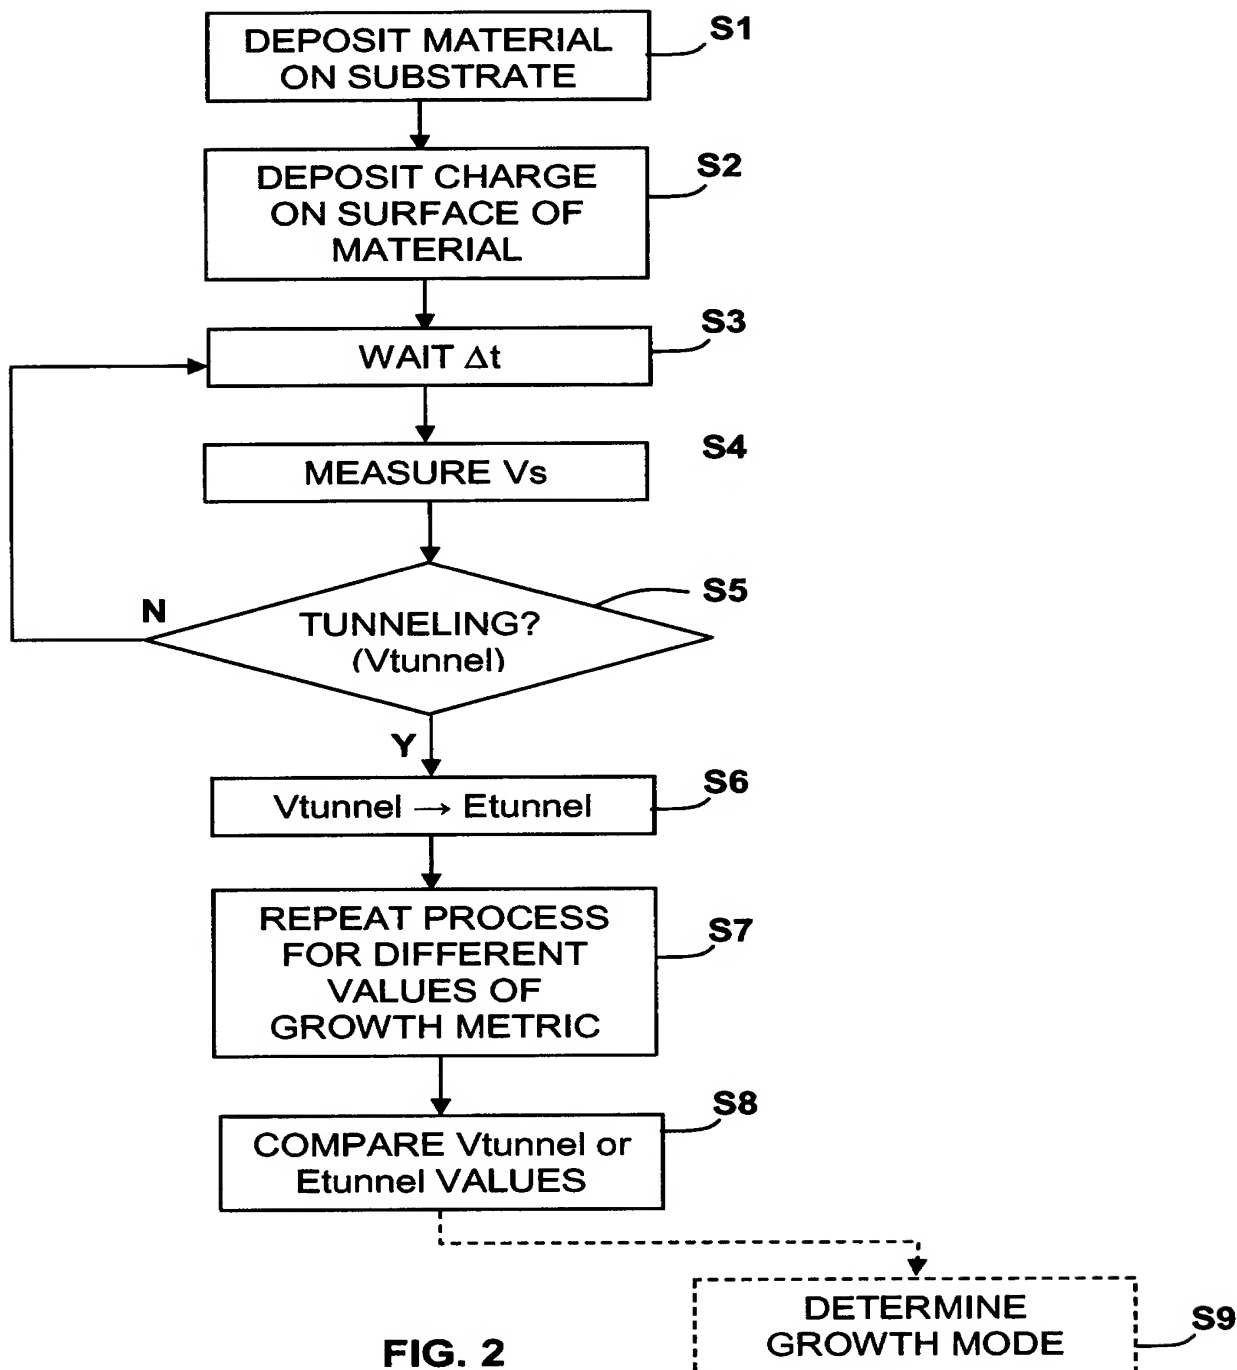 S1
DEPOSIT MATERIAL
ON SUBSTRATE
S2
DEPOSIT CHARGE
ON SURFACE OF
MATERIAL
S3
WAIT Δt
S4
MEASURE Vs
S5
N
TUNNELING?
(Vtunnel)
Y
S6
Vtunnel → Etunnel
S7
REPEAT PROCESS
FOR DIFFERENT
VALUES OF
GROWTH METRIC
S8
COMPARE Vtunnel or
Etunnel VALUES
S9
DETERMINE
GROWTH MODE
FIG. 2